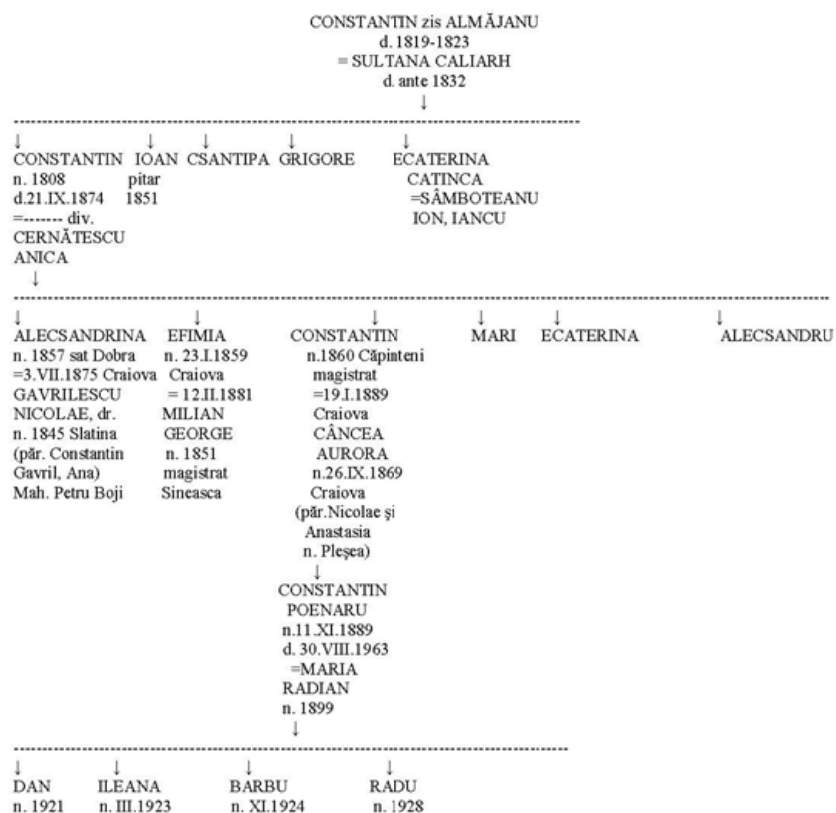 CONSTANTIN zis ALMĂJANU
d. 1819-1823
= SULTANA CALIARH
d. ante 1832
↓
↓ ↓ ↓ ↓ ↓
CONSTANTIN IOAN CSANTIPA GRIGORE ECATERINA
n. 1808 pitar CATINCA
d.21.IX.1874 1851 =SÂMBOTEANU
=------- div. ION, IANCU
CERNĂTESCU
ANICA
↓
↓ ↓ ↓ ↓ ↓ ↓
ALECSANDRINA EFIMIA CONSTANTIN MARI ECATERINA ALECSANDRU
n. 1857 sat Dobra n. 23.I.1859 n.1860 Căpinteni
=3.VII.1875 Craiova Craiova magistrat
GAVRILESCU = 12.II.1881 =19.I.1889
NICOLAE, dr. MILIAN Craiova
n. 1845 Slatina GEORGE CÂNCEA
(păr. Constantin n. 1851 AURORA
Gavril, Ana) magistrat n.26.IX.1869
Mah. Petru Boji Sineasca Craiova
(păr.Nicolae şi
Anastasia
n. Pleşea)
↓
CONSTANTIN
POENARU
n.11.XI.1889
d. 30.VIII.1963
=MARIA
RADIAN
n. 1899
↓
↓ ↓ ↓ ↓
DAN ILEANA BARBU RADU
n. 1921 n. III.1923 n. XI.1924 n. 1928